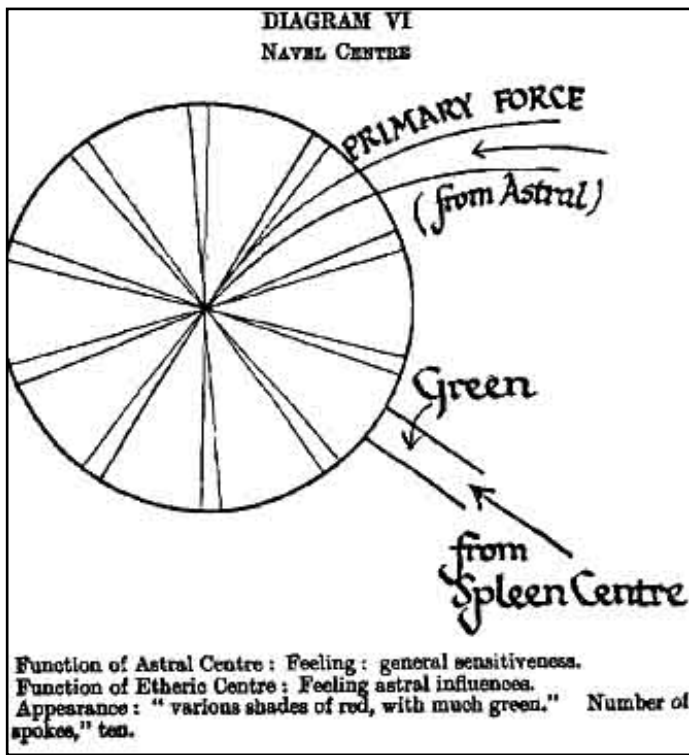 DIAGRAM VI
NAVEL CENTRE
PRIMARY FORCE
(from Astral)
Green
from
Spleen Centre
Function of Astral Centre : Feeling : general sensitiveness.
Function of Etheric Centre : Feeling astral influences.
Appearance : " various shades of red, with much green." Number of
spokes," ten.